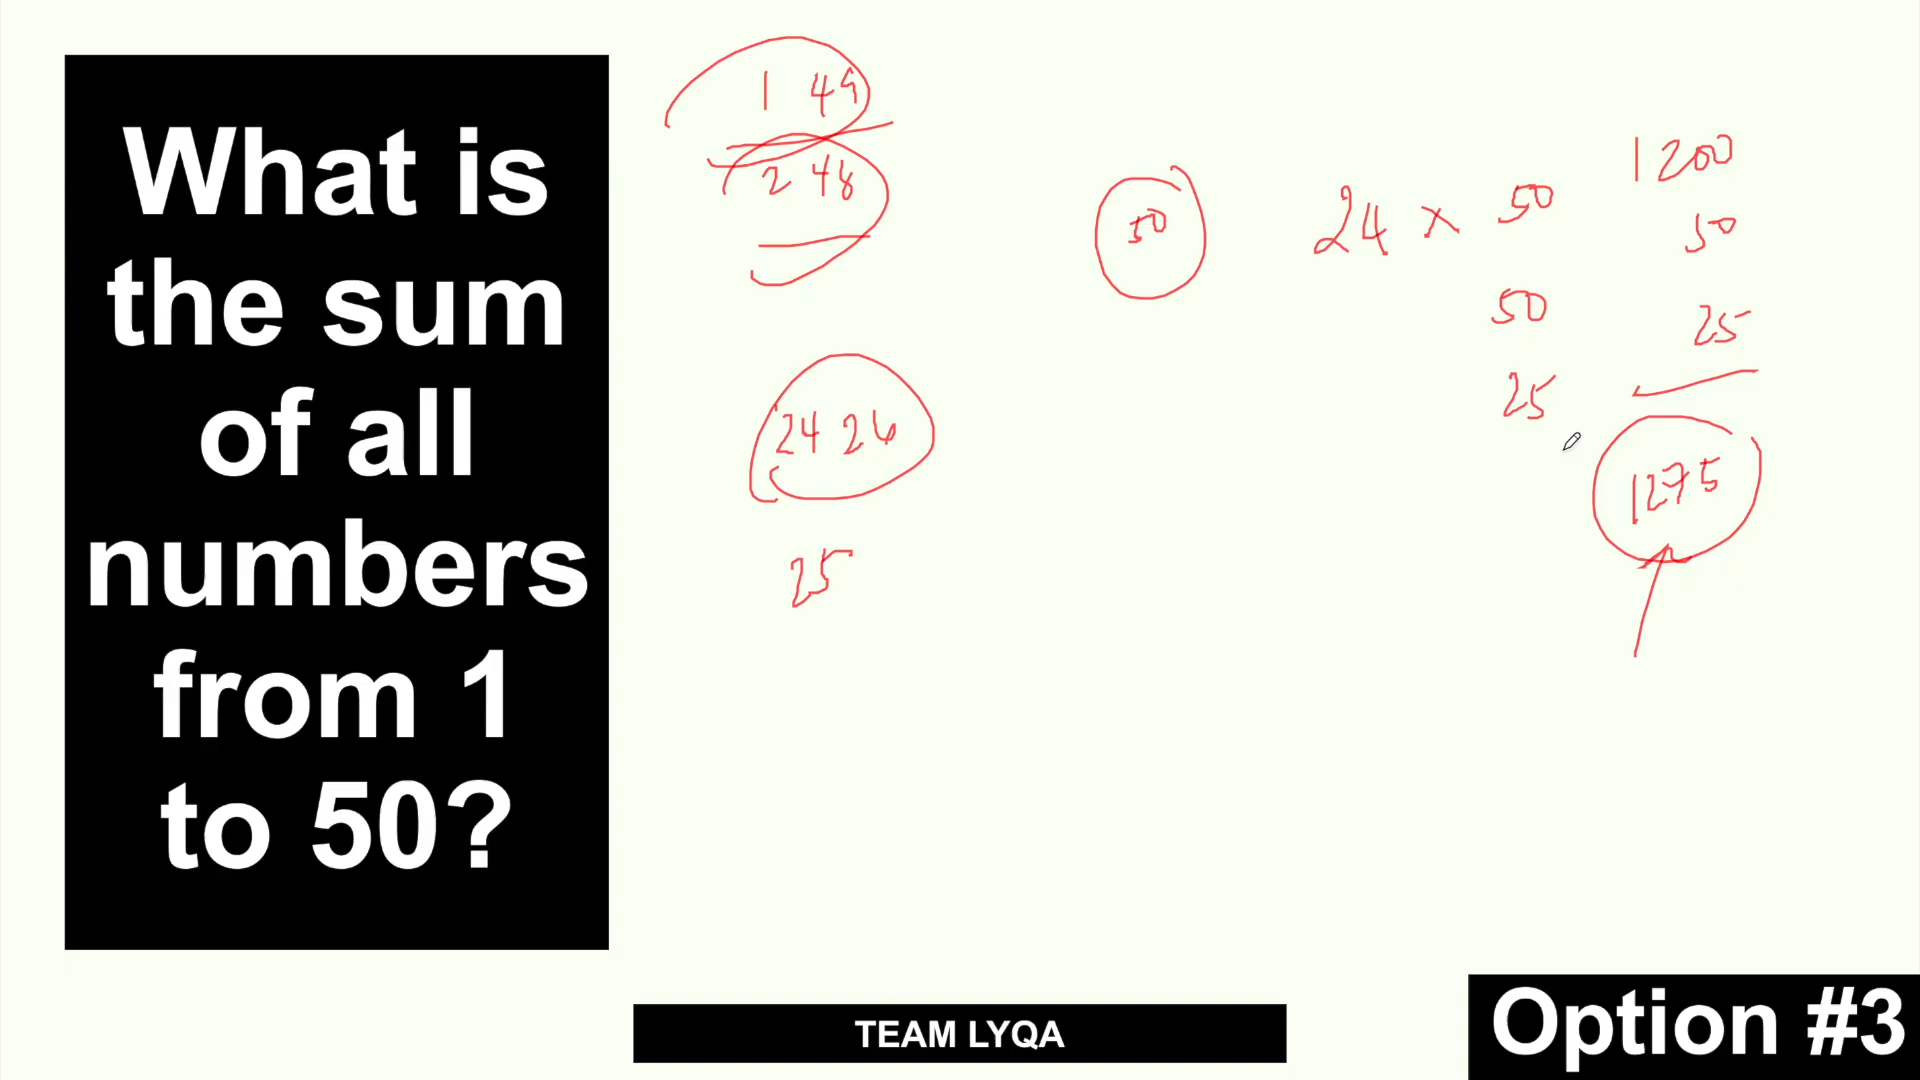 What is
the sum
of all
numbers
from 1
to 50?
1 49
2 48
24 26
25
50
24 x 50
50
25
1200
50
25
1275
TEAM LYQA
Option #3